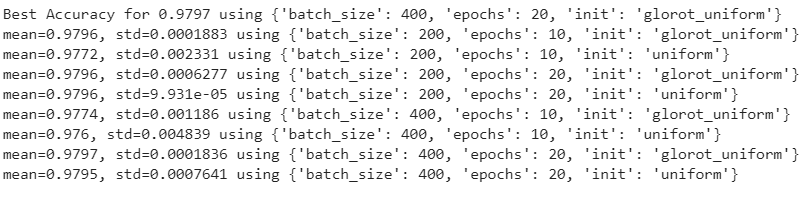 Best Accuracy for 0.9797 using {'batch_size': 400, 'epochs': 20, 'init': 'glorot_uniform'}
mean=0.9796, std=0.0001883 using {'batch_size': 200, 'epochs': 10, 'init': 'glorot_uniform'}
mean=0.9772, std=0.002331 using {'batch_size': 200, 'epochs': 10, 'init': 'uniform'}
mean=0.9796, std=0.0006277 using {'batch_size': 200, 'epochs': 20, 'init': 'glorot_uniform'}
mean=0.9796, std=9.931e-05 using {'batch_size': 200, 'epochs': 20, 'init': 'uniform'}
mean=0.9774, std=0.001186 using {'batch_size': 400, 'epochs': 10, 'init': 'glorot_uniform'}
mean=0.976, std=0.004839 using {'batch_size': 400, 'epochs': 10, 'init': 'uniform'}
mean=0.9797, std=0.0001836 using {'batch_size': 400, 'epochs': 20, 'init': 'glorot_uniform'}
mean=0.9795, std=0.0007641 using {'batch_size': 400, 'epochs': 20, 'init': 'uniform'}